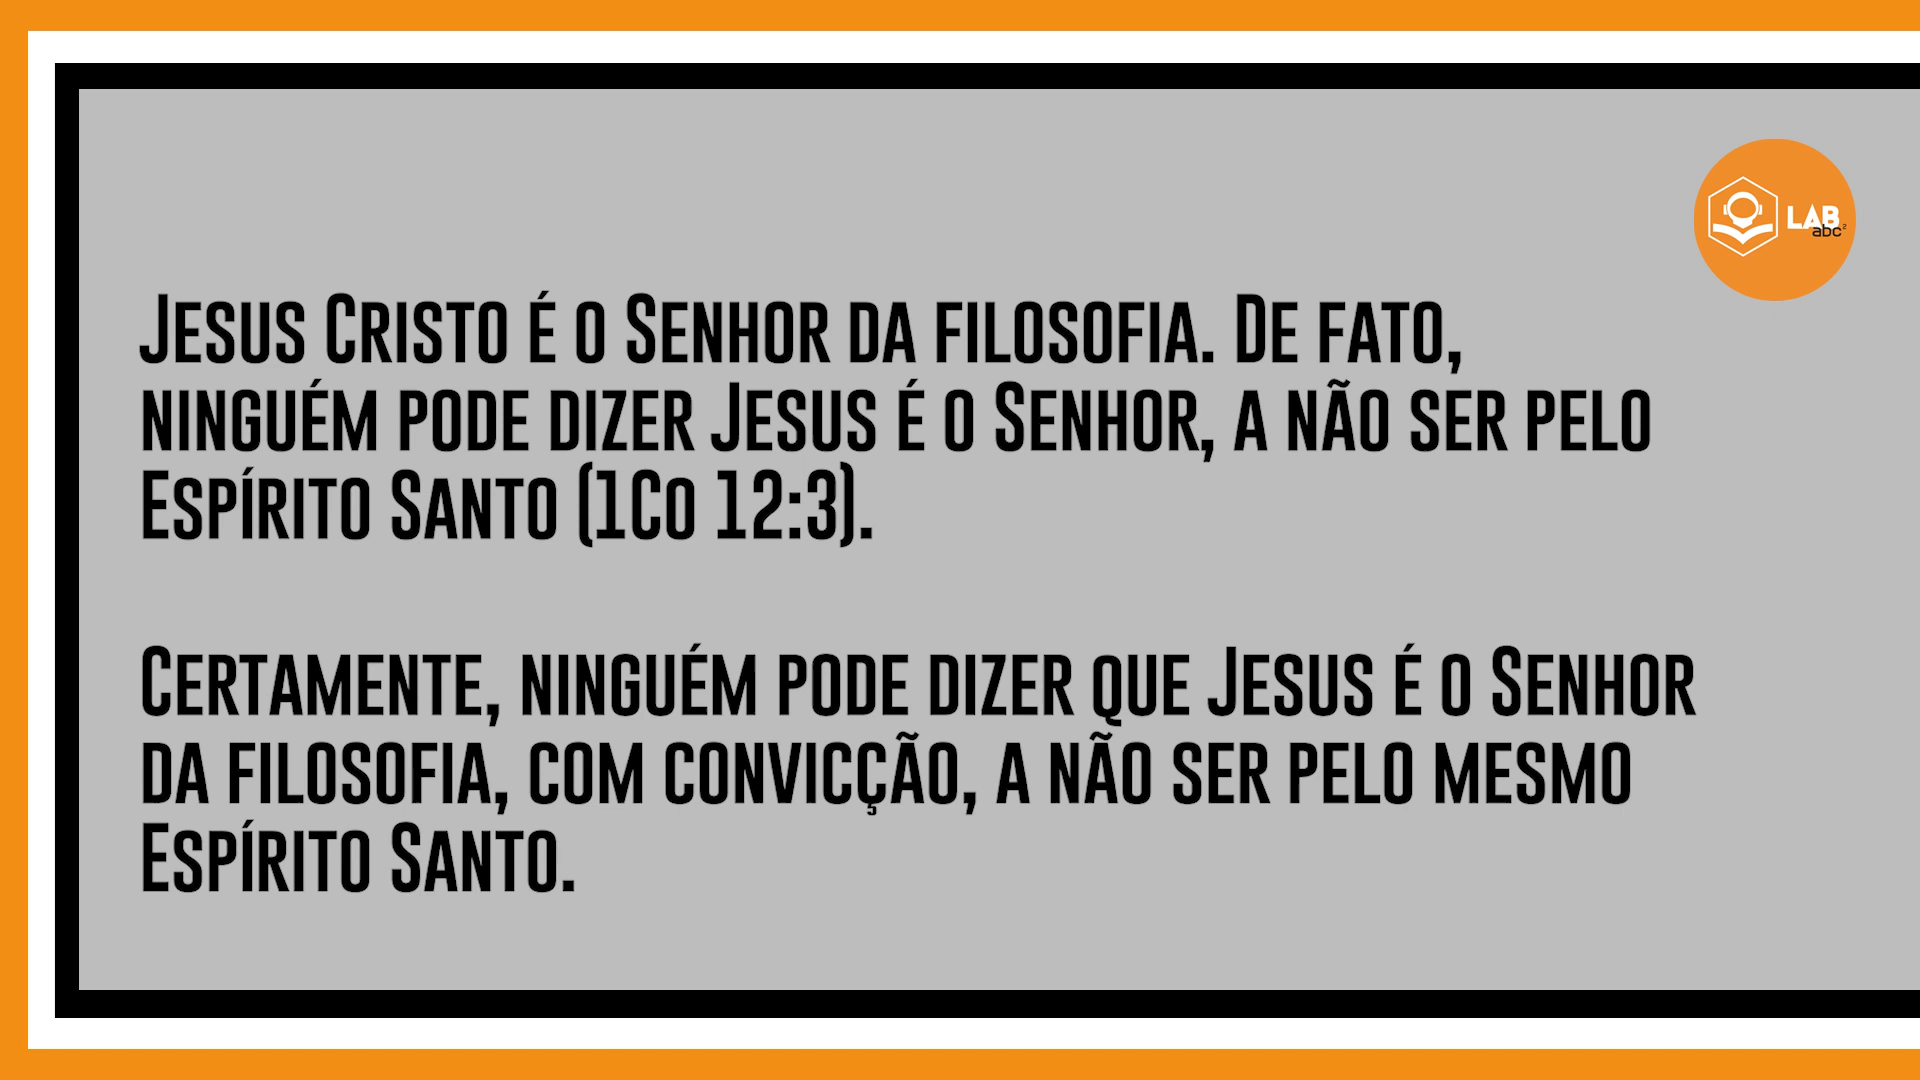 LAB
abc²
Jesus Cristo é o Senhor da filosofia. De fato,
ninguém pode dizer Jesus é o Senhor, a não ser pelo
Espírito Santo (1Co 12:3).
Certamente, ninguém pode dizer que Jesus é o Senhor
da filosofia, com convicção, a não ser pelo mesmo
Espírito Santo.